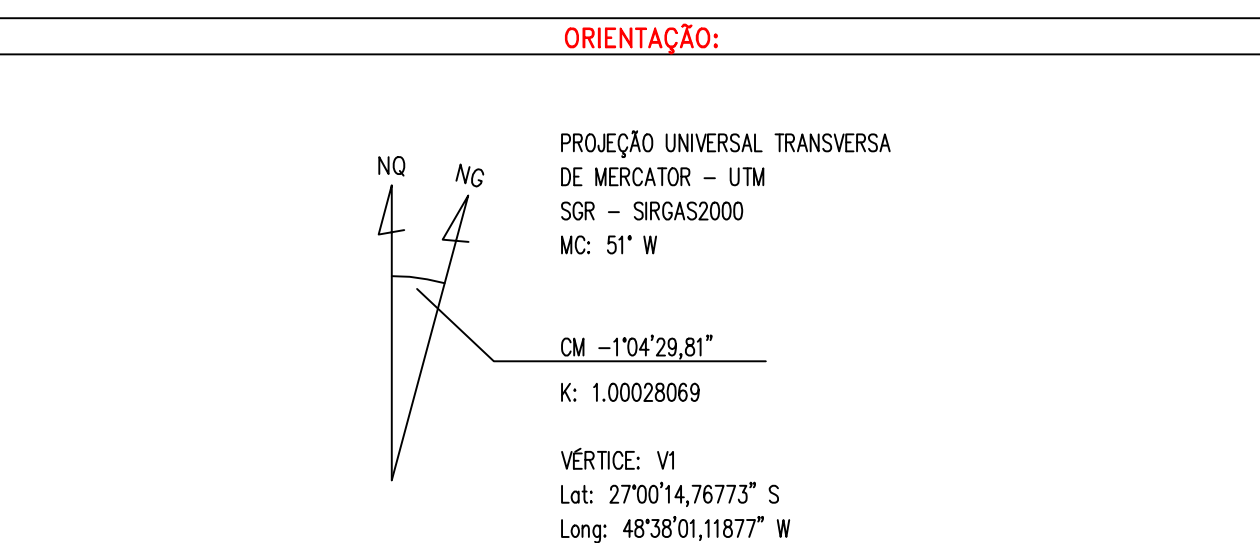 ORIENTAÇÃO:
NQ
NG
PROJEÇÃO UNIVERSAL TRANSVERSA
DE MERCATOR – UTM
SGR – SIRGAS2000
MC: 51° W
CM –1°04'29,81"
K: 1.00028069
VÉRTICE: V1
Lat: 27°00'14,76773" S
Long: 48°38'01,11877" W